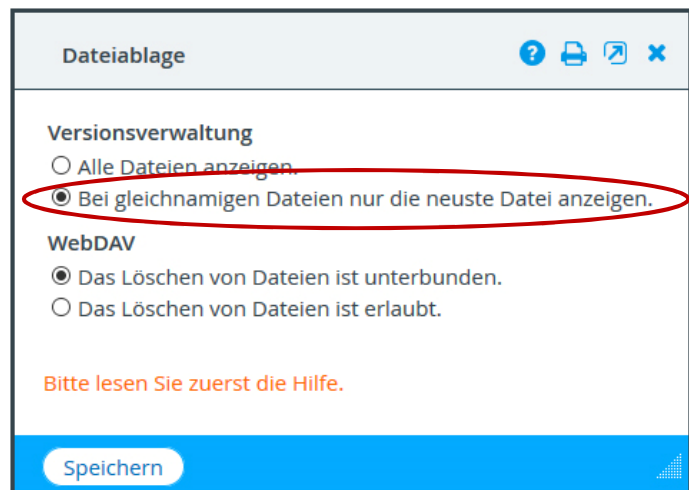 Dateiablage
Versionsverwaltung
Alle Dateien anzeigen.
Bei gleichnamigen Dateien nur die neuste Datei anzeigen.
WebDAV
Das Löschen von Dateien ist unterbunden.
Das Löschen von Dateien ist erlaubt.
Bitte lesen Sie zuerst die Hilfe.
Speichern